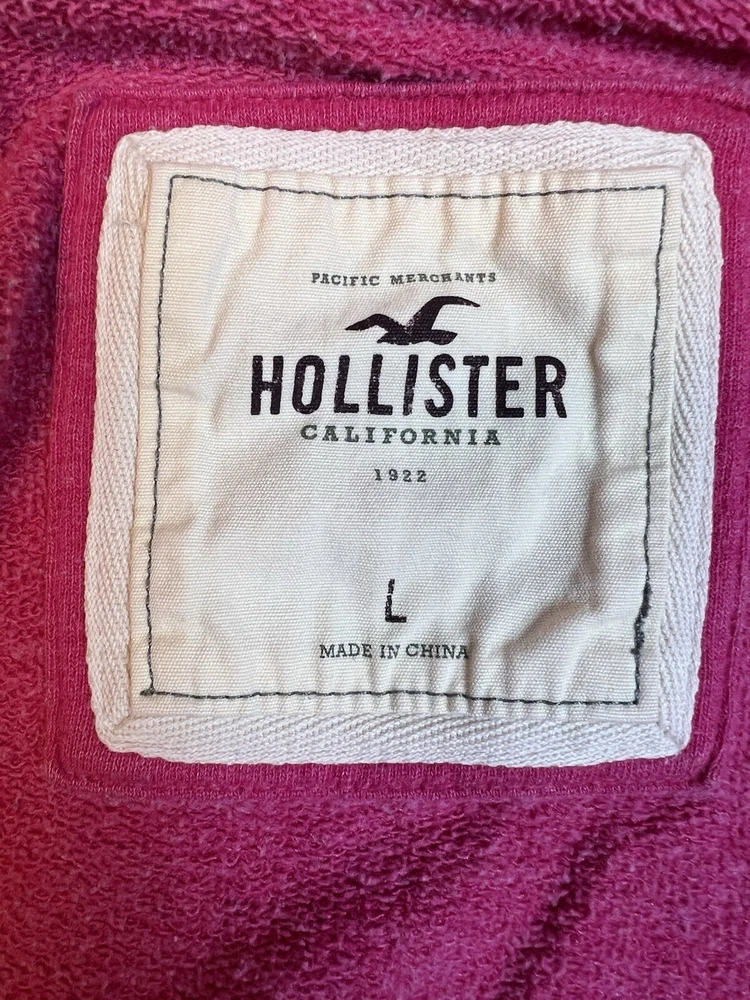 PACIFIC MERCHANTS
HOLLISTER
CALIFORNIA
1922
L
MADE IN CHINA